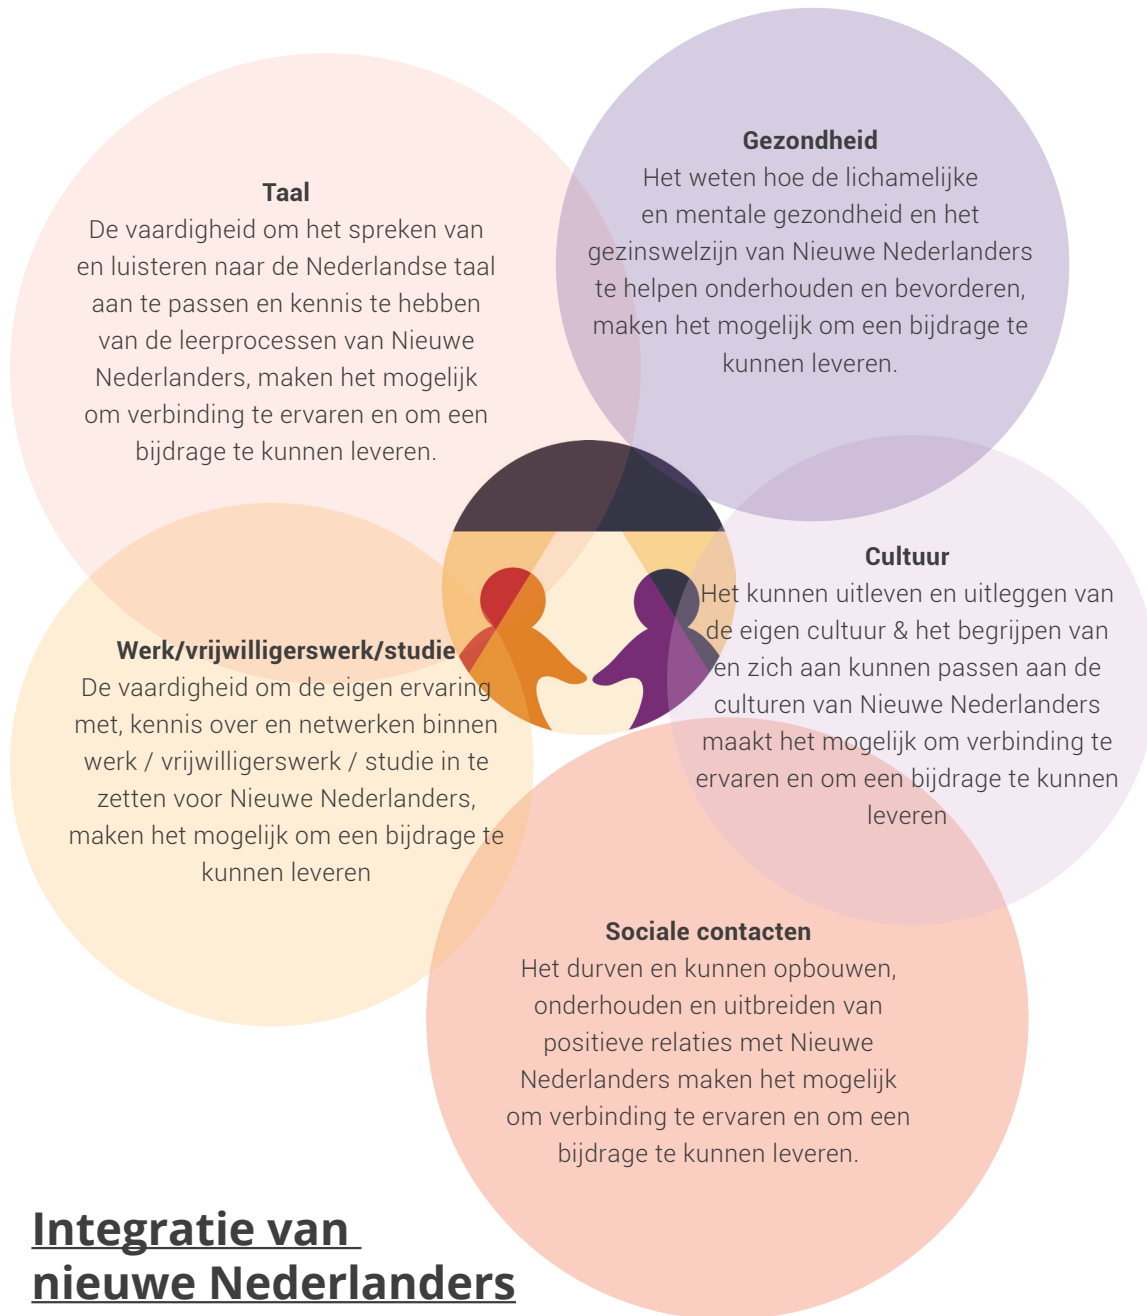 Taal
De vaardigheid om het spreken van
en luisteren naar de Nederlandse taal
aan te passen en kennis te hebben
van de leerprocessen van Nieuwe
Nederlanders, maken het mogelijk
om verbinding te ervaren en om een
bijdrage te kunnen leveren.
Gezondheid
Het weten hoe de lichamelijke
en mentale gezondheid en het
gezinswelzijn van Nieuwe Nederlanders
te helpen onderhouden en bevorderen,
maken het mogelijk om een bijdrage te
kunnen leveren.
Cultuur
Het kunnen uitleven en uitleggen van
de eigen cultuur & het begrijpen van
en zich aan kunnen passen aan de
culturen van Nieuwe Nederlanders
maakt het mogelijk om verbinding te
ervaren en om een bijdrage te kunnen
leveren
Werk/vrijwilligerswerk/studie
De vaardigheid om de eigen ervaring
met, kennis over en netwerken binnen
werk / vrijwilligerswerk / studie in te
zetten voor Nieuwe Nederlanders,
maken het mogelijk om een bijdrage te
kunnen leveren
Sociale contacten
Het durven en kunnen opbouwen,
onderhouden en uitbreiden van
positieve relaties met Nieuwe
Nederlanders maken het mogelijk
om verbinding te ervaren en om een
bijdrage te kunnen leveren.
Integratie van
nieuwe Nederlanders